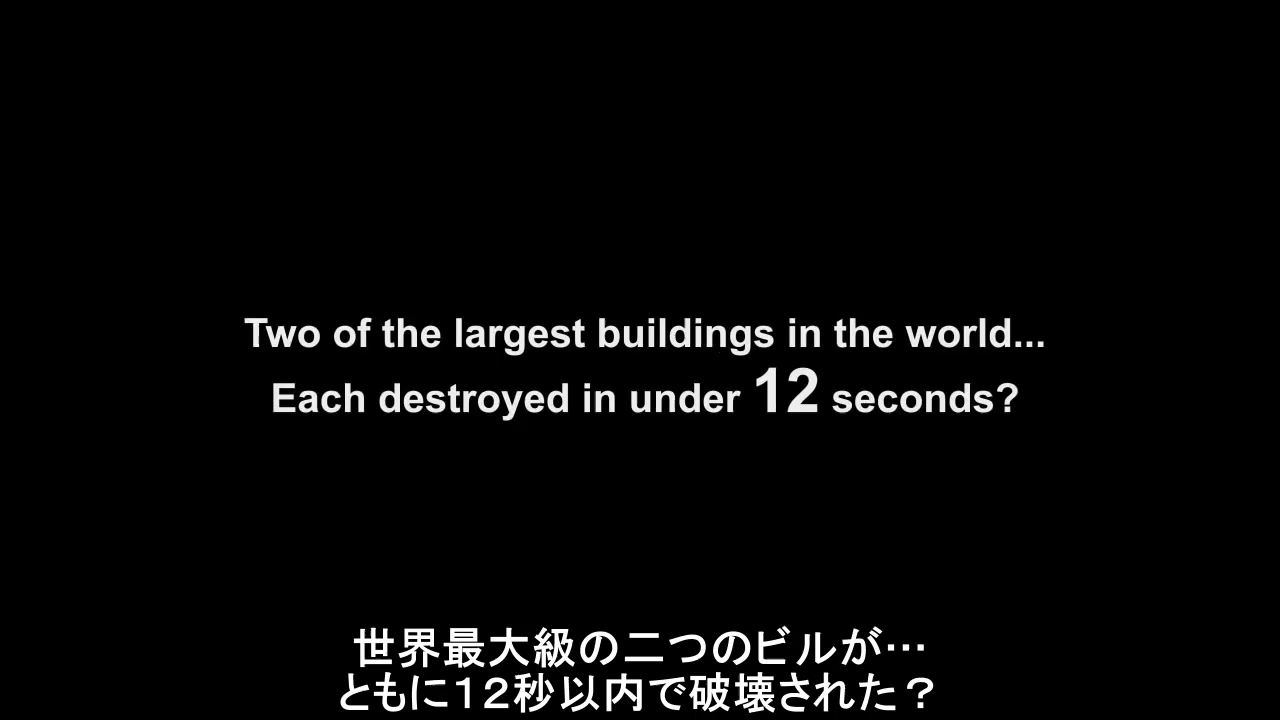 Two of the largest buildings in the world...
Each destroyed in under 12 seconds?
世界最大級の二つのビルが…
ともに１２秒以内で破壊された？